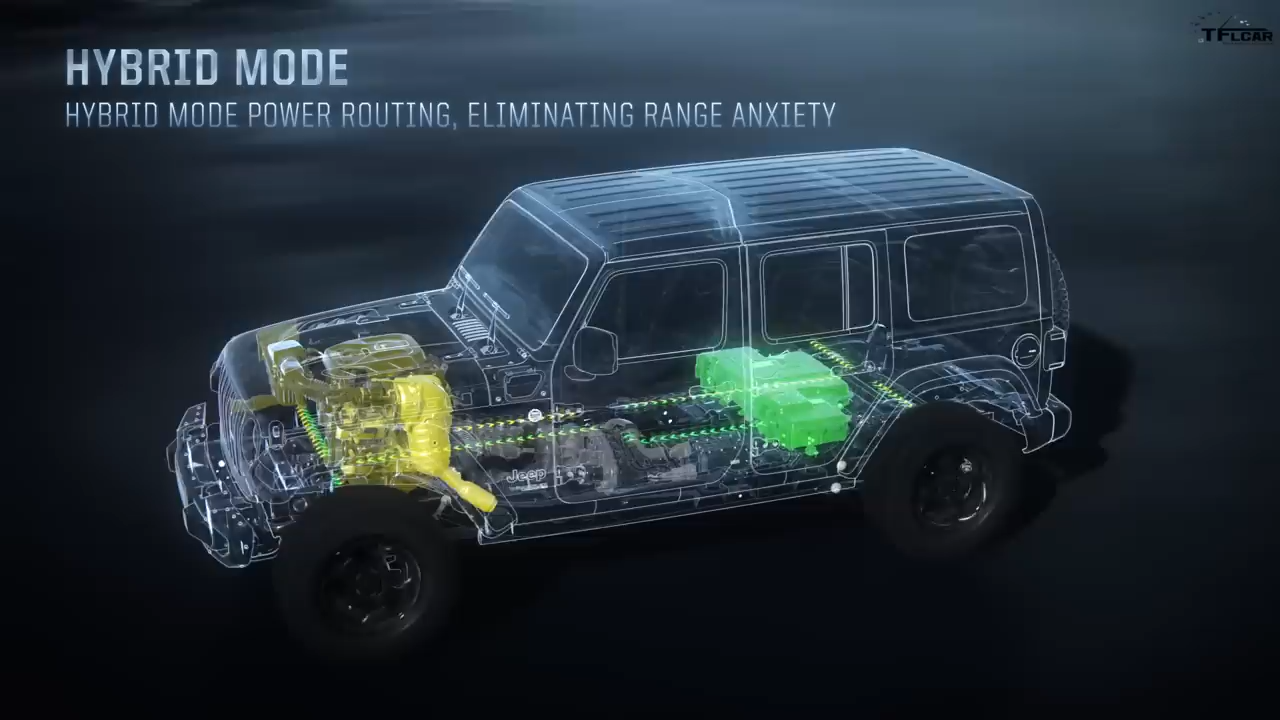 HYBRID MODE
HYBRID MODE POWER ROUTING, ELIMINATING RANGE ANXIETY
TFLCAR
Jeep